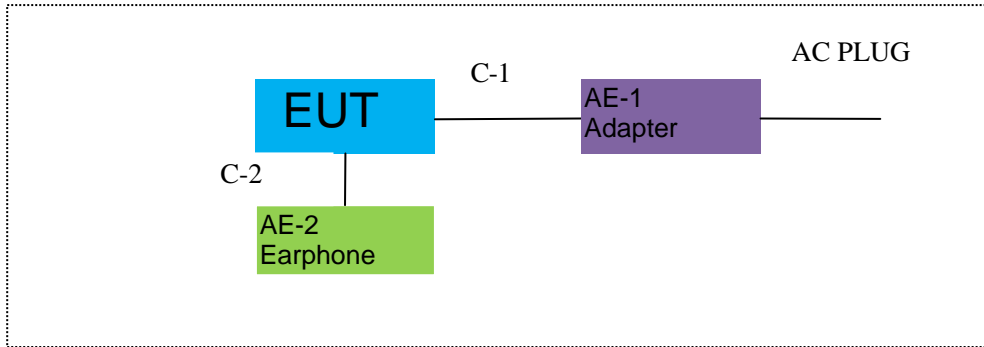 AC PLUG
C-1
EUT
AE-1
Adapter
C-2
AE-2
Earphone